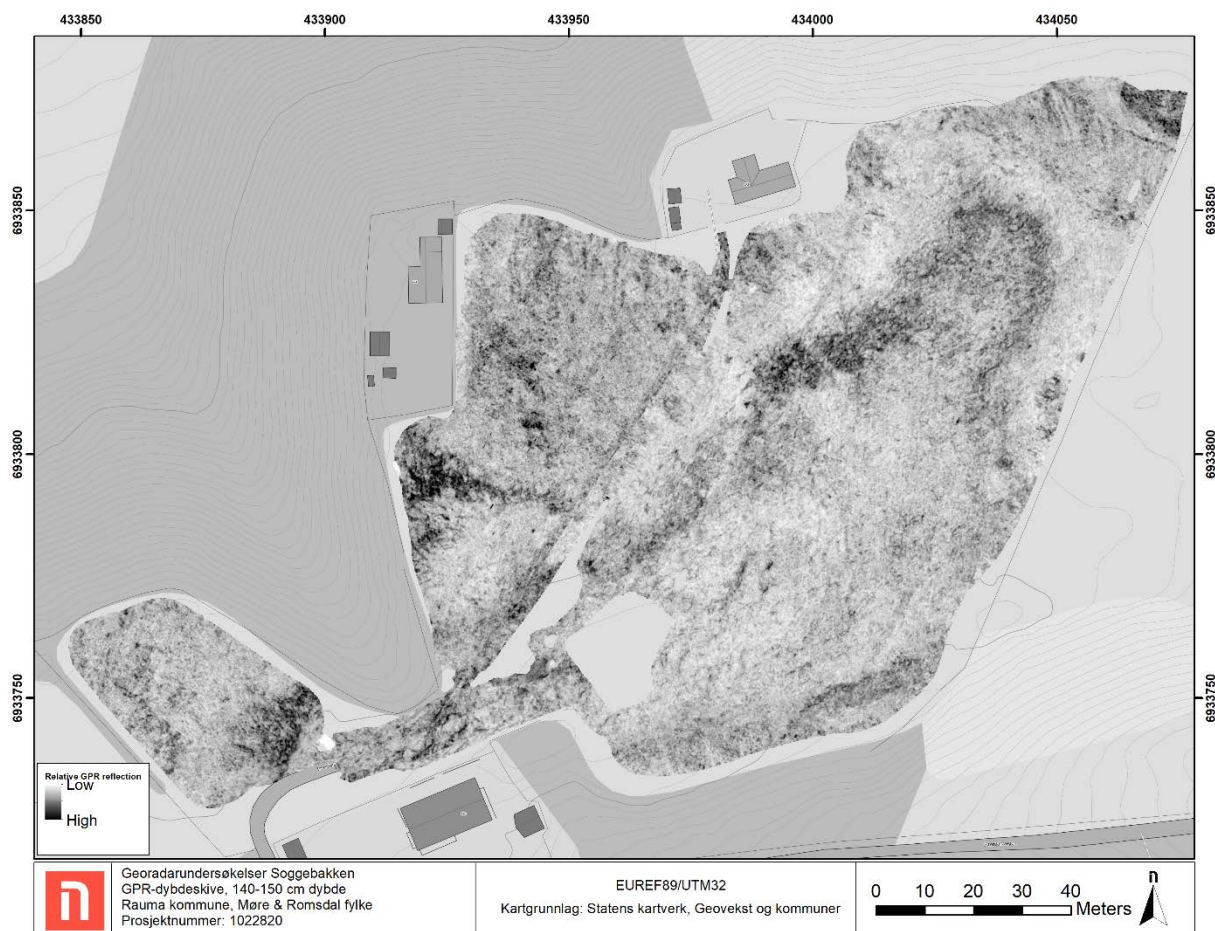 433850 433900 433950 434000 434050
6933850 6933850
6933800 6933800
6933750 6933750
Relative GPR reflection
Low
High
Georadarundersøkelser Soggebakken
GPR-dybdeskive, 140-150 cm dybde
Rauma kommune, Møre & Romsdal fylke
Prosjektnummer: 1022820
EUREF89/UTM32
Kartgrunnlag: Statens kartverk, Geovekst og kommuner
0 10 20 30 40
Meters
n